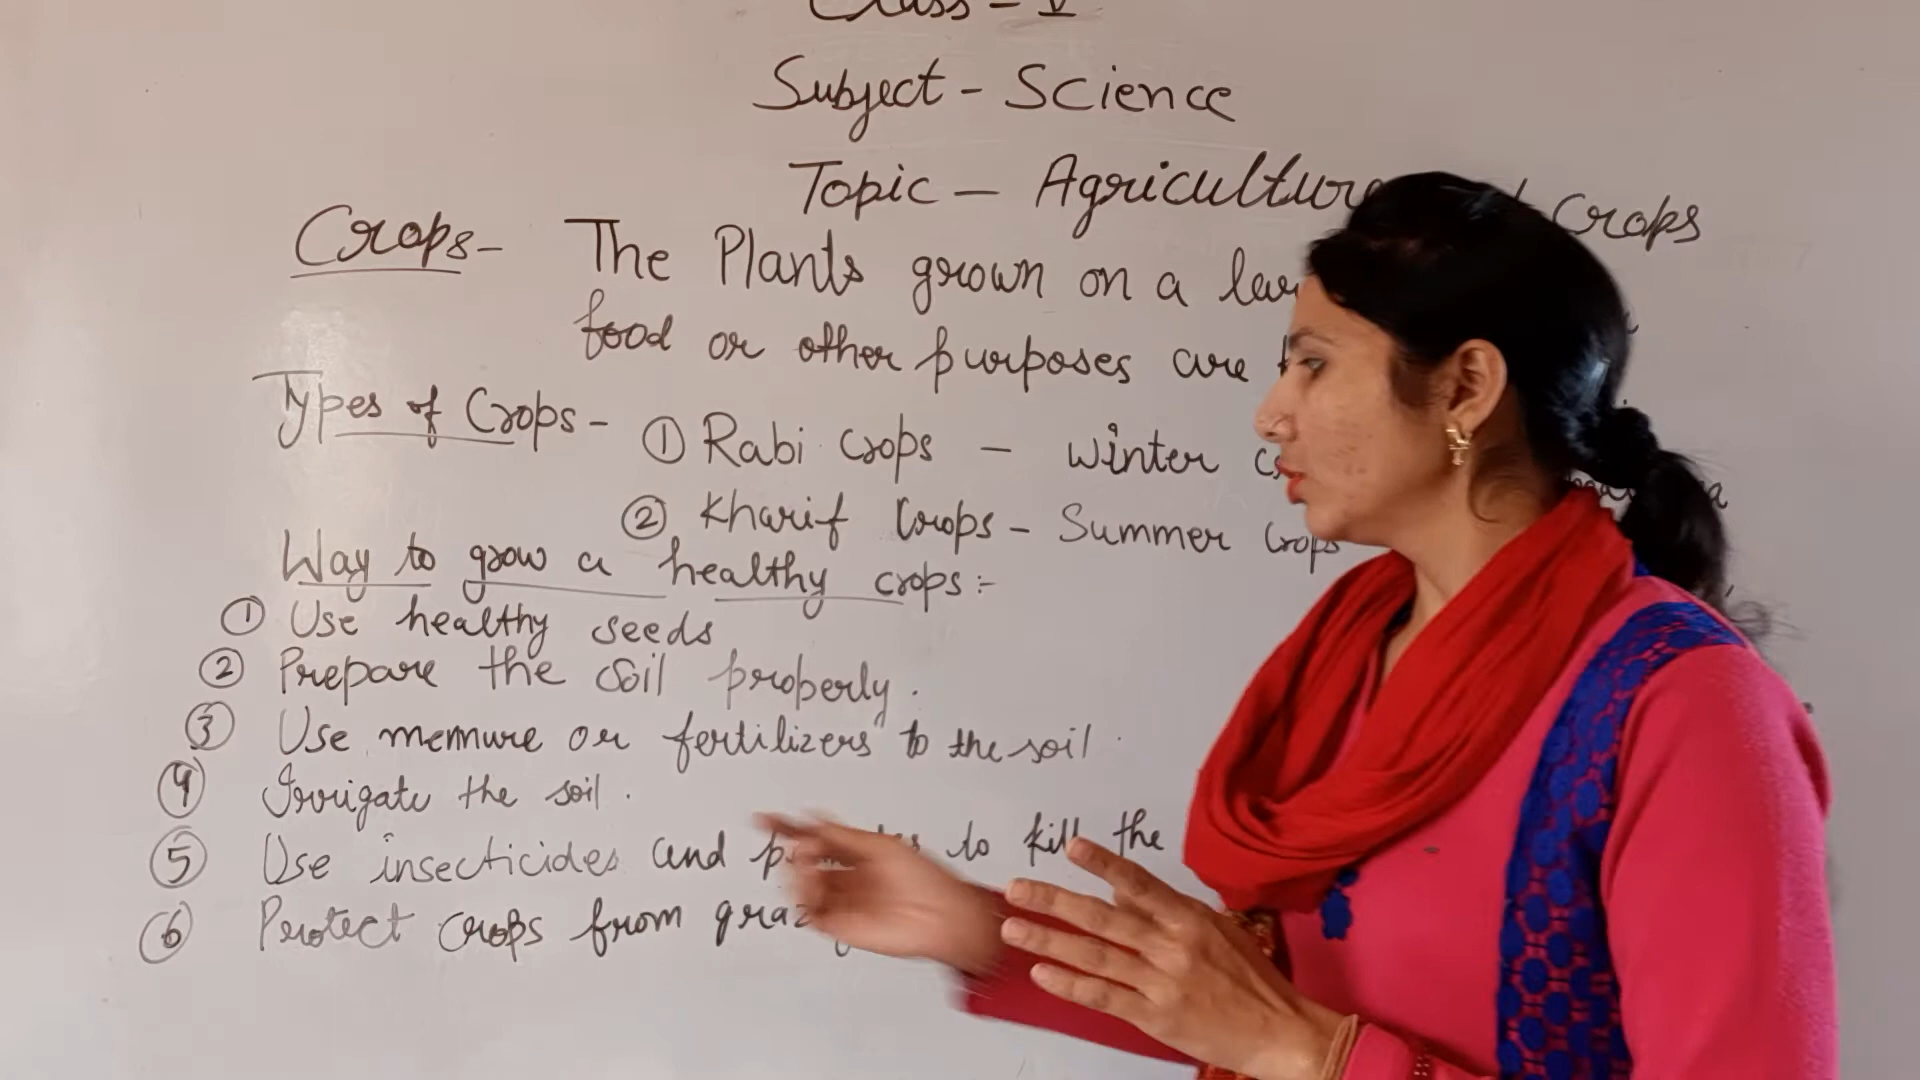 Class - V
Subject - Science
Topic - Agriculture Crops
Crops - The Plants grown on a
food or other purposes are
Types of Crops - ① Rabi crops - winter
② Kharif Crops - Summer Crops
Way to grow a healthy crops :-
① Use healthy seeds
② Prepare the soil properly.
③ Use memure or fertilizers to the soil.
④ Irrigate the soil.
⑤ Use insecticides and to kill the
⑥ Protect crops from